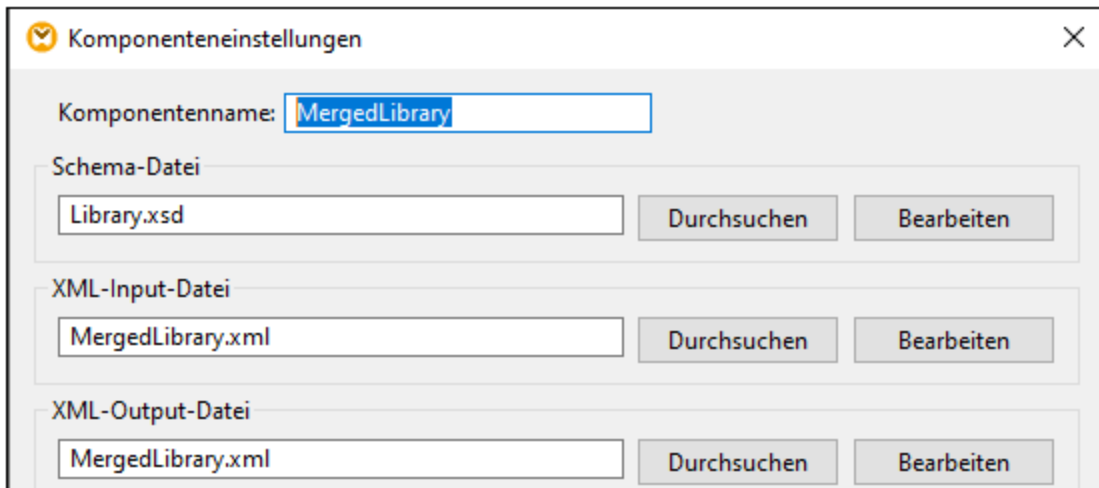 Komponenteneinstellungen
Komponentenname: MergedLibrary
Schema-Datei
Library.xsd Durchsuchen Bearbeiten
XML-Input-Datei
MergedLibrary.xml Durchsuchen Bearbeiten
XML-Output-Datei
MergedLibrary.xml Durchsuchen Bearbeiten